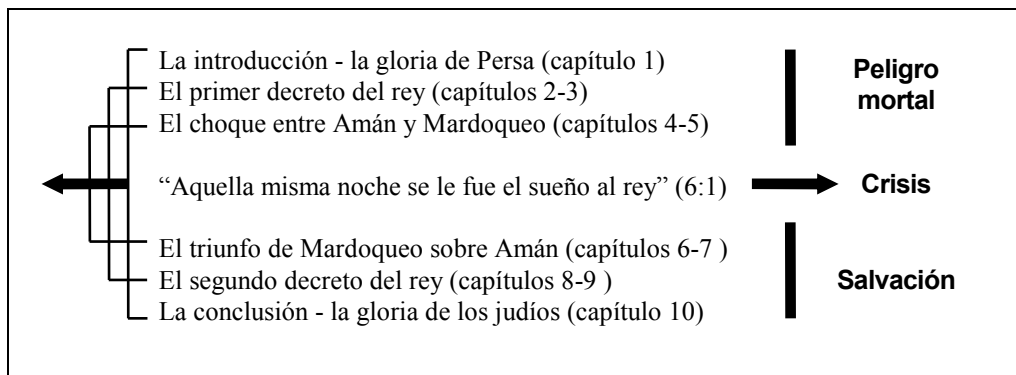 La introducción - la gloria de Persa (capítulo 1)
El primer decreto del rey (capítulos 2-3)
El choque entre Amán y Mardoqueo (capítulos 4-5)
Peligro
mortal
“Aquella misma noche se le fue el sueño al rey” (6:1)
Crisis
El triunfo de Mardoqueo sobre Amán (capítulos 6-7 )
El segundo decreto del rey (capítulos 8-9 )
La conclusión - la gloria de los judíos (capítulo 10)
Salvación